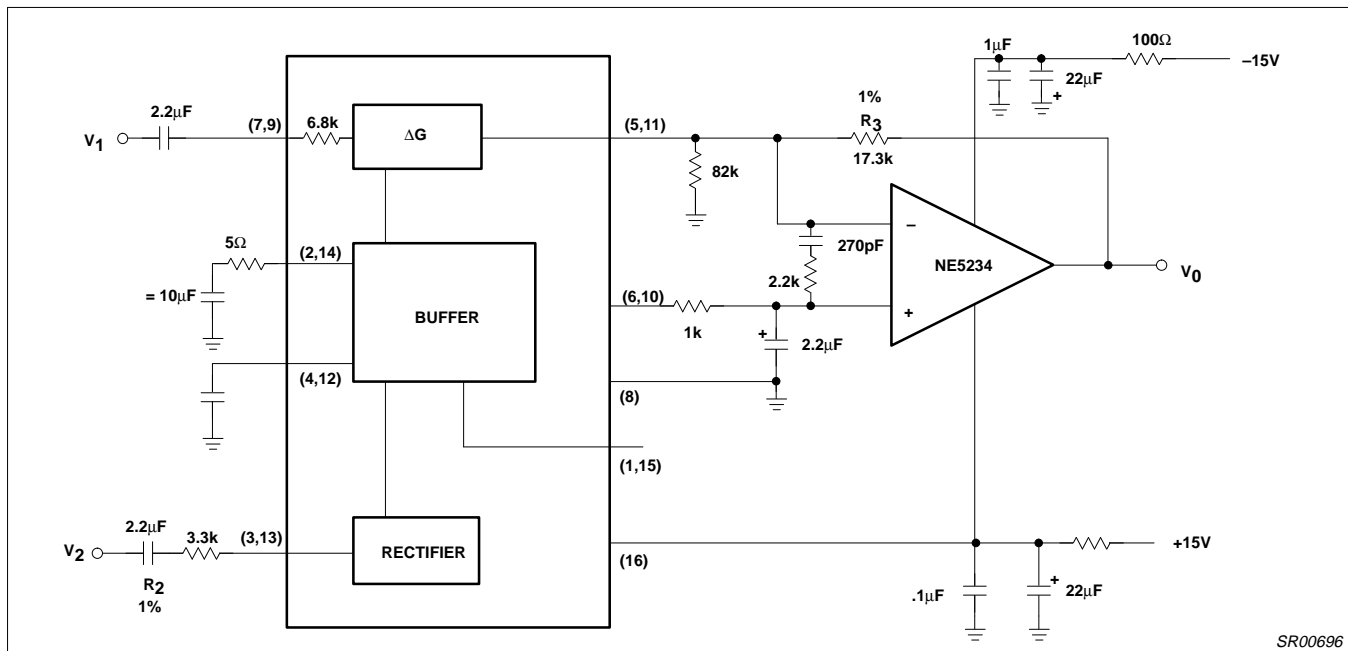 1µF
100Ω
–15V
22µF
+
2.2µF
V1
(7,9)
6.8k
ΔG
(5,11)
1%
R3
17.3k
82k
5Ω
(2,14)
= 10µF
BUFFER
270pF
2.2k
–
NE5234
V0
(6,10)
1k
+
+
2.2µF
(4,12)
(8)
(1,15)
2.2µF
3.3k
(3,13)
V2
R2
1%
RECTIFIER
(16)
+15V
.1µF
+
22µF
SR00696